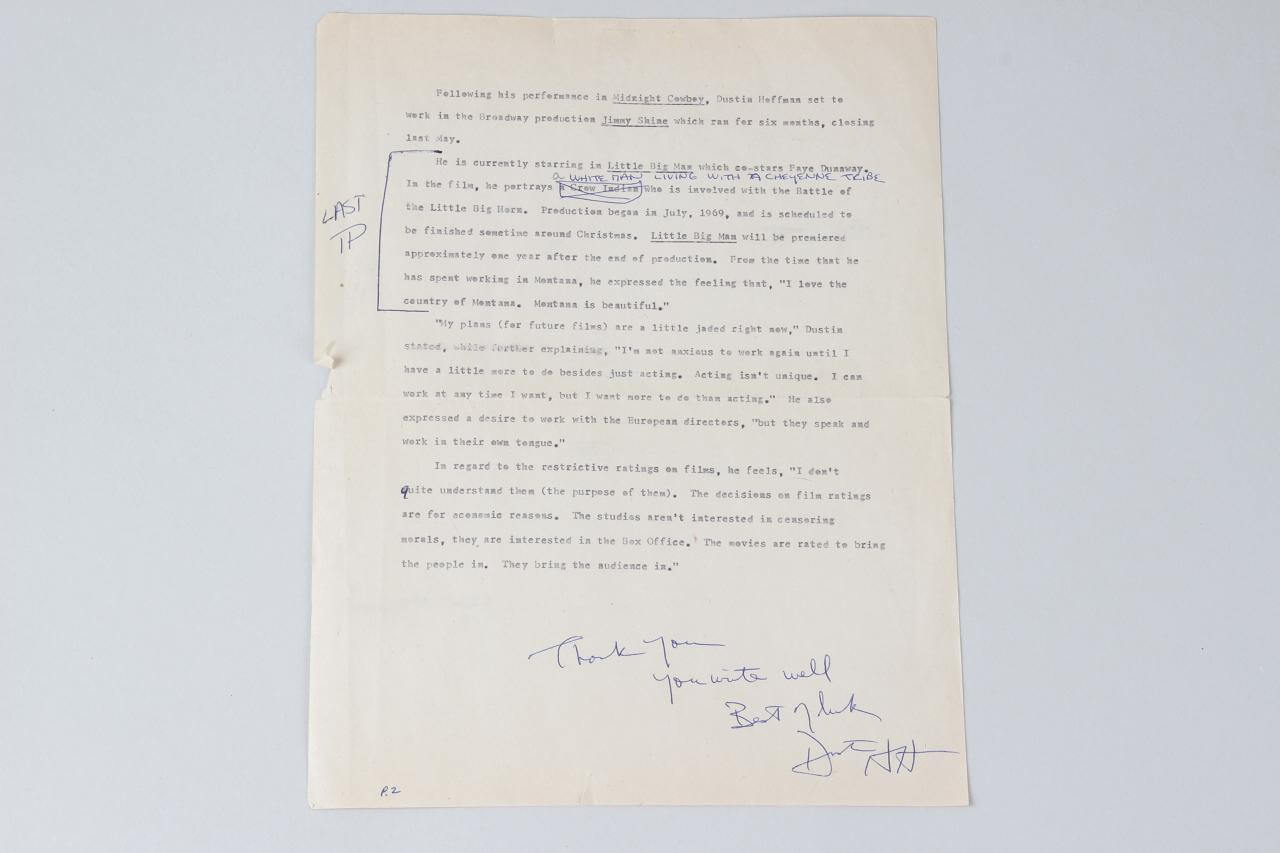 Following his performance in Midnight Cowboy, Dustin Hoffman set to
work in the Broadway production Jimmy Shine which ran for six months, closing
last May.
He is currently starring in Little Big Man which co-stars Faye Dunaway.
a WHITE MAN LIVING WITH A CHEYENNE TRIBE
In the film, he portrays a Crow Indian who is involved with the Battle of
the Little Big Horn. Production began in July, 1969, and is scheduled to
LAST
be finished sometime around Christmas. Little Big Man will be premiered
approximately one year after the end of production. From the time that he
has spent working in Montana, he expressed the feeling that, "I love the
country of Montana. Montana is beautiful."
"My plans (for future films) are a little jaded right now," Dustin
stated, while further explaining, "I'm not anxious to work again until I
have a little more to do besides just acting. Acting isn't unique. I can
work at any time I want, but I want more to do than acting." He also
expressed a desire to work with the European directors, "but they speak and
work in their own tongue."
In regard to the restrictive ratings on films, he feels, "I don't
quite understand them (the purpose of them). The decisions on film ratings
are for economic reasons. The studios aren't interested in censoring
morals, they are interested in the Box Office. The movies are rated to bring
the people in. They bring the audience in."
Thank you
you write well
Best of luck
P.2